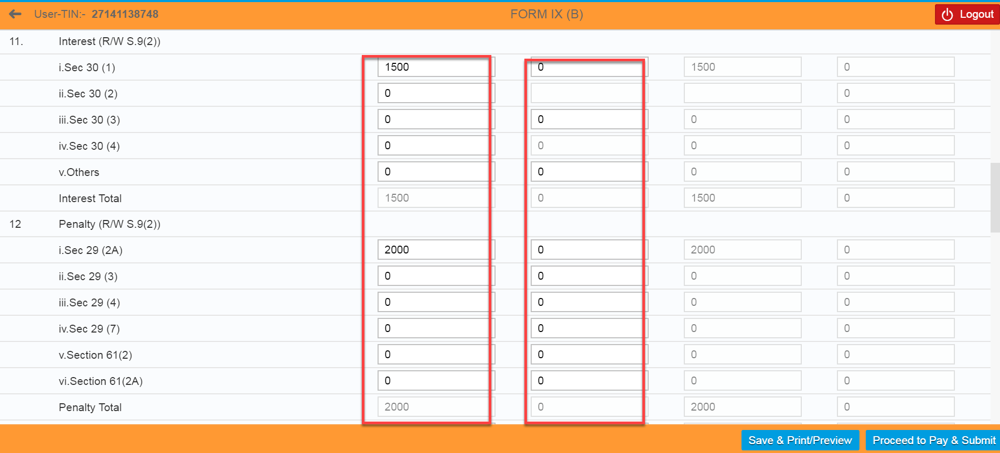 User-TIN:- 27141138748 FORM IX (B) Logout
11. Interest (R/W S.9(2))
i.Sec 30 (1) 1500 0 1500 0
ii.Sec 30 (2) 0 0
iii.Sec 30 (3) 0 0 0 0
iv.Sec 30 (4) 0 0 0 0
v.Others 0 0 0 0
Interest Total 1500 0 1500 0
12 Penalty (R/W S.9(2))
i.Sec 29 (2A) 2000 0 2000 0
ii.Sec 29 (3) 0 0 0 0
iii.Sec 29 (4) 0 0 0 0
iv.Sec 29 (7) 0 0 0 0
v.Section 61(2) 0 0 0 0
vi.Section 61(2A) 0 0 0 0
Penalty Total 2000 0 2000 0
Save & Print/Preview Proceed to Pay & Submit